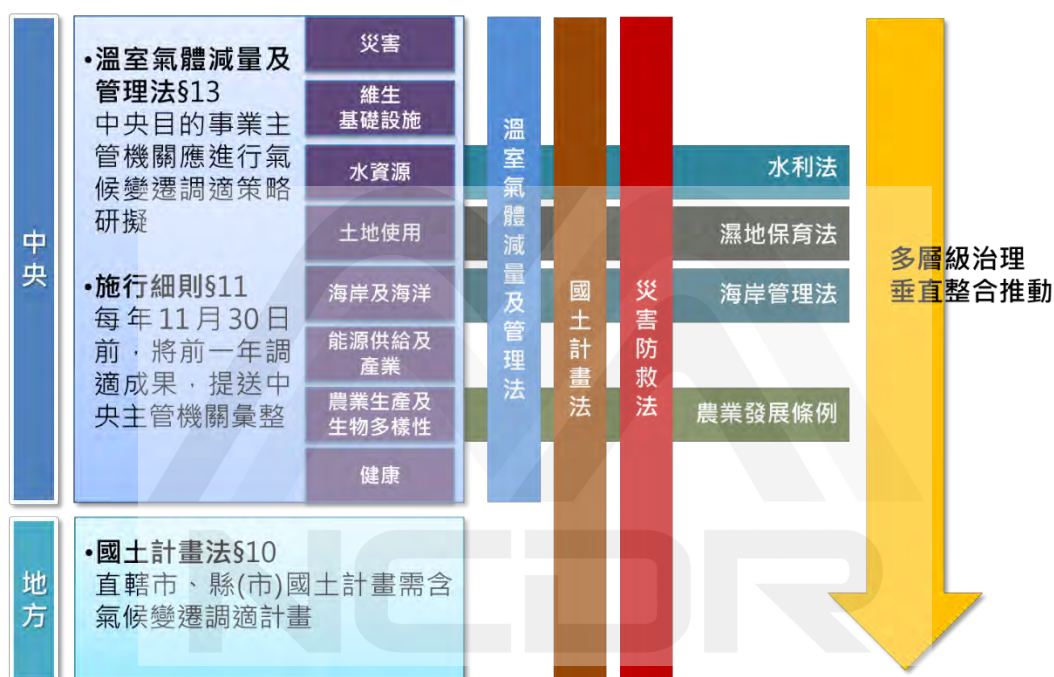 中央
•溫室氣體減量及
管理法§13
中央目的事業主
管機關應進行氣
候變遷調適策略
研擬
•施行細則§11
每年11月30日
前，將前一年調
適成果，提送中
央主管機關彙整
災害
維生
基礎設施
水資源
土地使用
海岸及海洋
能源供給及
產業
農業生產及
生物多樣性
健康
溫室氣體減量及管理法
國土計畫法
災害防救法
水利法
濕地保育法
海岸管理法
農業發展條例
多層級治理
垂直整合推動
地方
•國土計畫法§10
直轄市、縣(市)國土計畫需含
氣候變遷調適計畫
NCDR